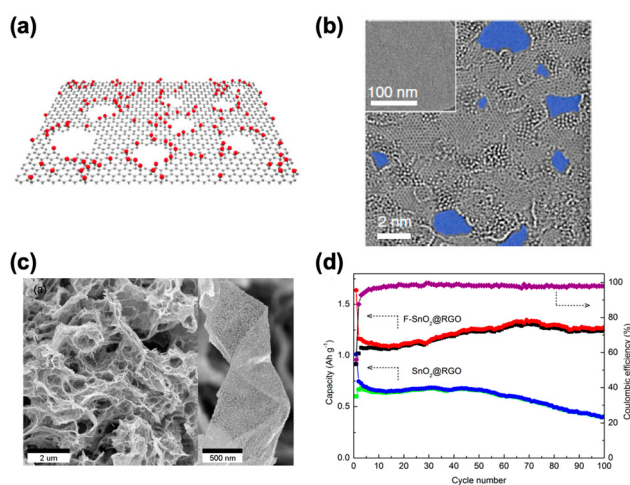 (a)
(b)
100 nm
2 nm
(c)
(a)
2 um
500 nm
(d)
1.5
1.0
0.5
0.0
Capacity (Ah g⁻¹)
F-SnO₂@RGO
SnO₂@RGO
100
80
60
40
20
0
Coulombic efficiency (%)
0 10 20 30 40 50 60 70 80 90 100
Cycle number